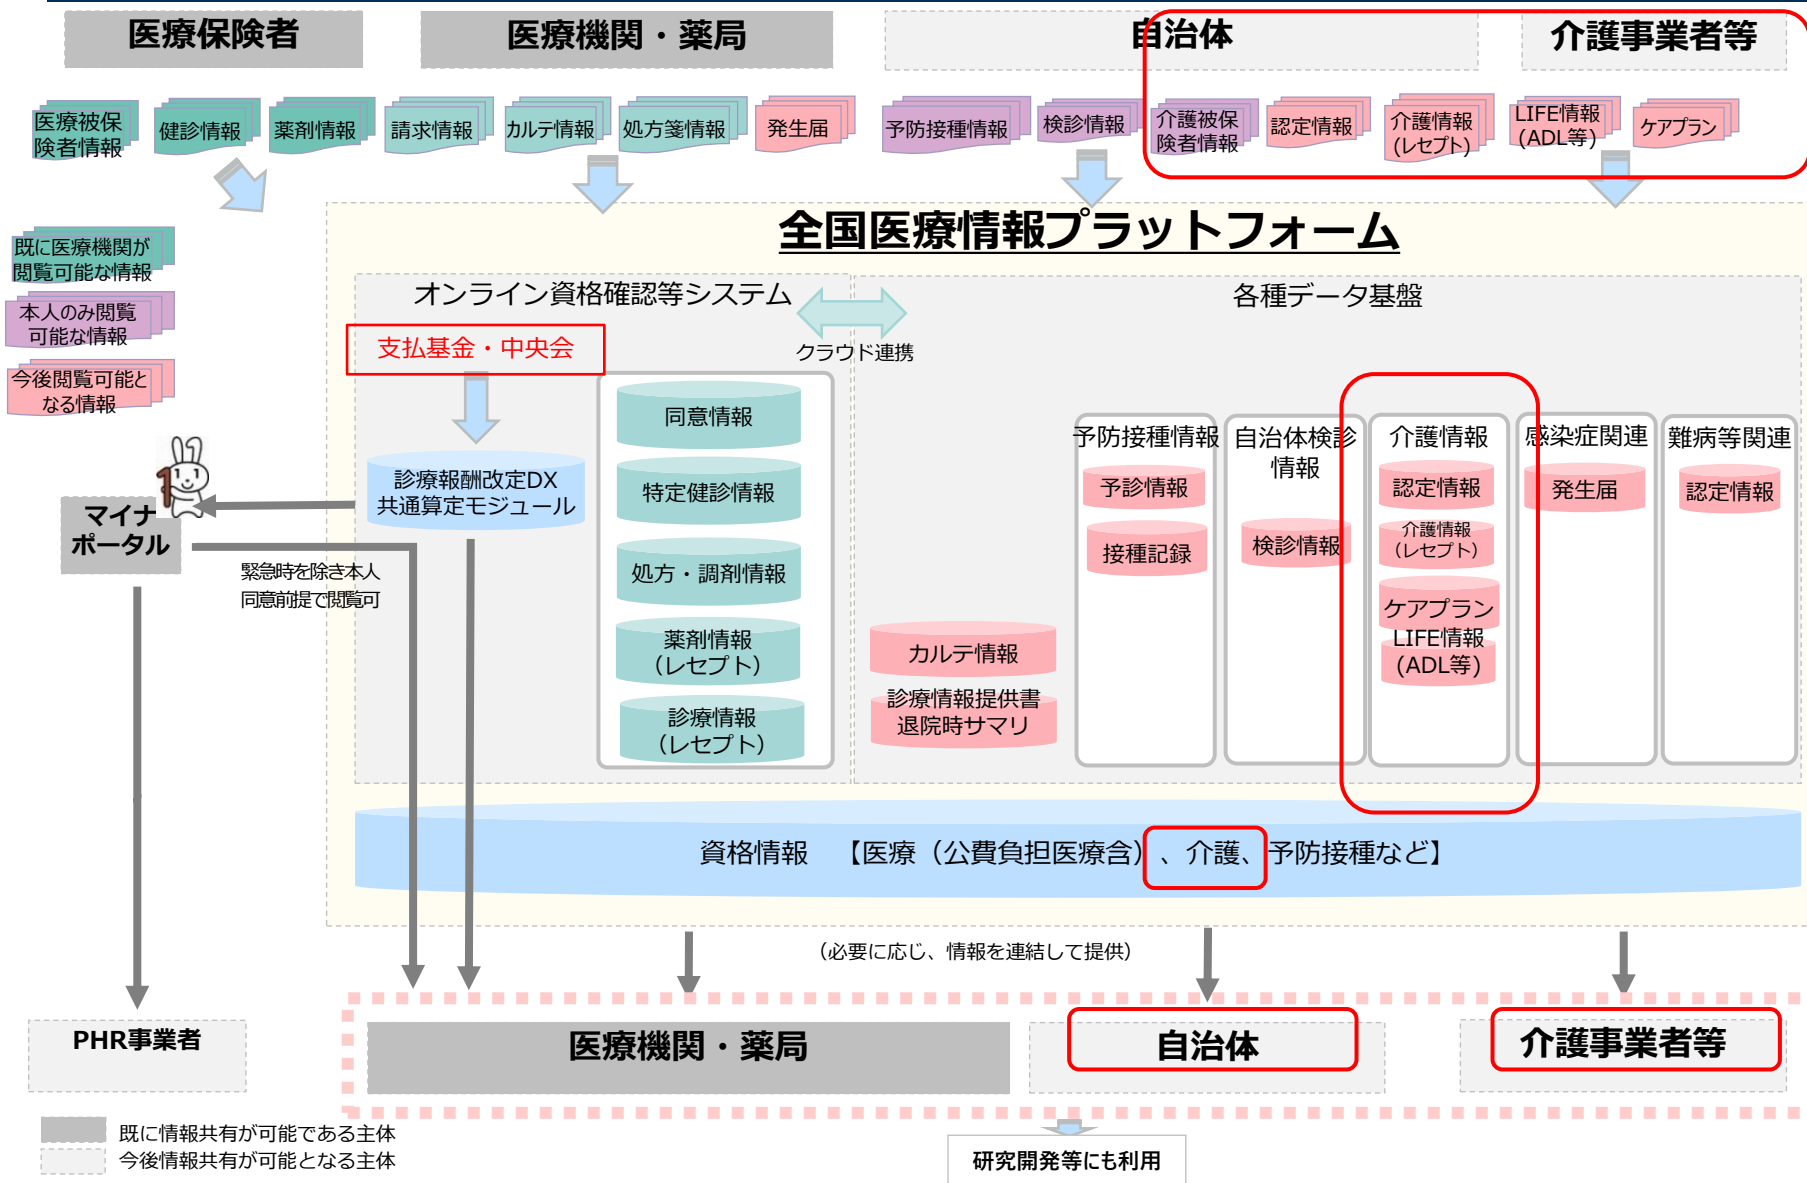 医療保険者
医療機関・薬局
自治体
介護事業者等
医療被保
険者情報
健診情報
薬剤情報
請求情報
カルテ情報
処方箋情報
発生届
予防接種情報
検診情報
介護被保
険者情報
認定情報
介護情報
(レセプト)
LIFE情報
(ADL等)
ケアプラン
既に医療機関が
閲覧可能な情報
本人のみ閲覧
可能な情報
今後閲覧可能と
なる情報
全国医療情報プラットフォーム
オンライン資格確認等システム
各種データ基盤
クラウド連携
支払基金・中央会
診療報酬改定DX
共通算定モジュール
同意情報
特定健診情報
処方・調剤情報
薬剤情報
(レセプト)
診療情報
(レセプト)
カルテ情報
診療情報提供書
退院時サマリ
予防接種情報
予診情報
接種記録
自治体検診
情報
検診情報
介護情報
認定情報
介護情報
(レセプト)
ケアプラン
LIFE情報
(ADL等)
感染症関連
発生届
難病等関連
認定情報
マイナ
ポータル
緊急時を除き本人
同意前提で閲覧可
資格情報　【医療（公費負担医療含）、介護、予防接種など】
（必要に応じ、情報を連結して提供）
PHR事業者
医療機関・薬局
自治体
介護事業者等
既に情報共有が可能である主体
今後情報共有が可能となる主体
研究開発等にも利用